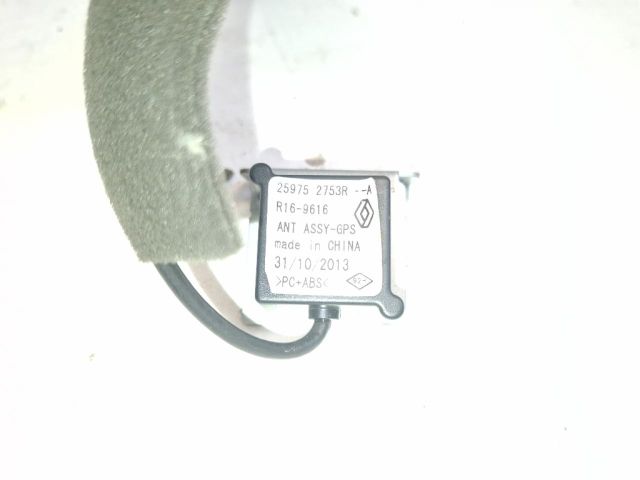 25975 2753R --A
R16-9616
ANT ASSY-GPS
made in CHINA
31/10/2013
>PC+ABS<